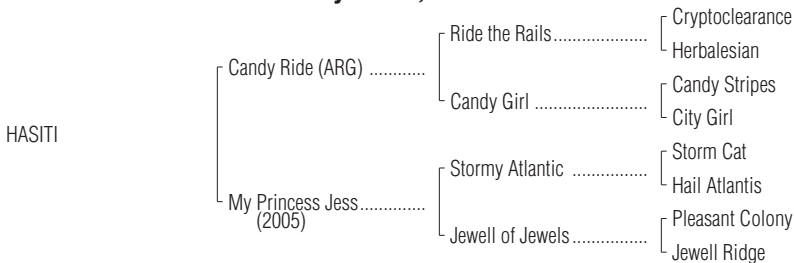 Cryptoclearance
Ride the Rails....................
Herbalesian
Candy Ride (ARG) ............
Candy Stripes
Candy Girl ........................
City Girl
HASITI
Storm Cat
Stormy Atlantic ................
Hail Atlantis
My Princess Jess..............
(2005)
Pleasant Colony
Jewell of Jewels................
Jewell Ridge